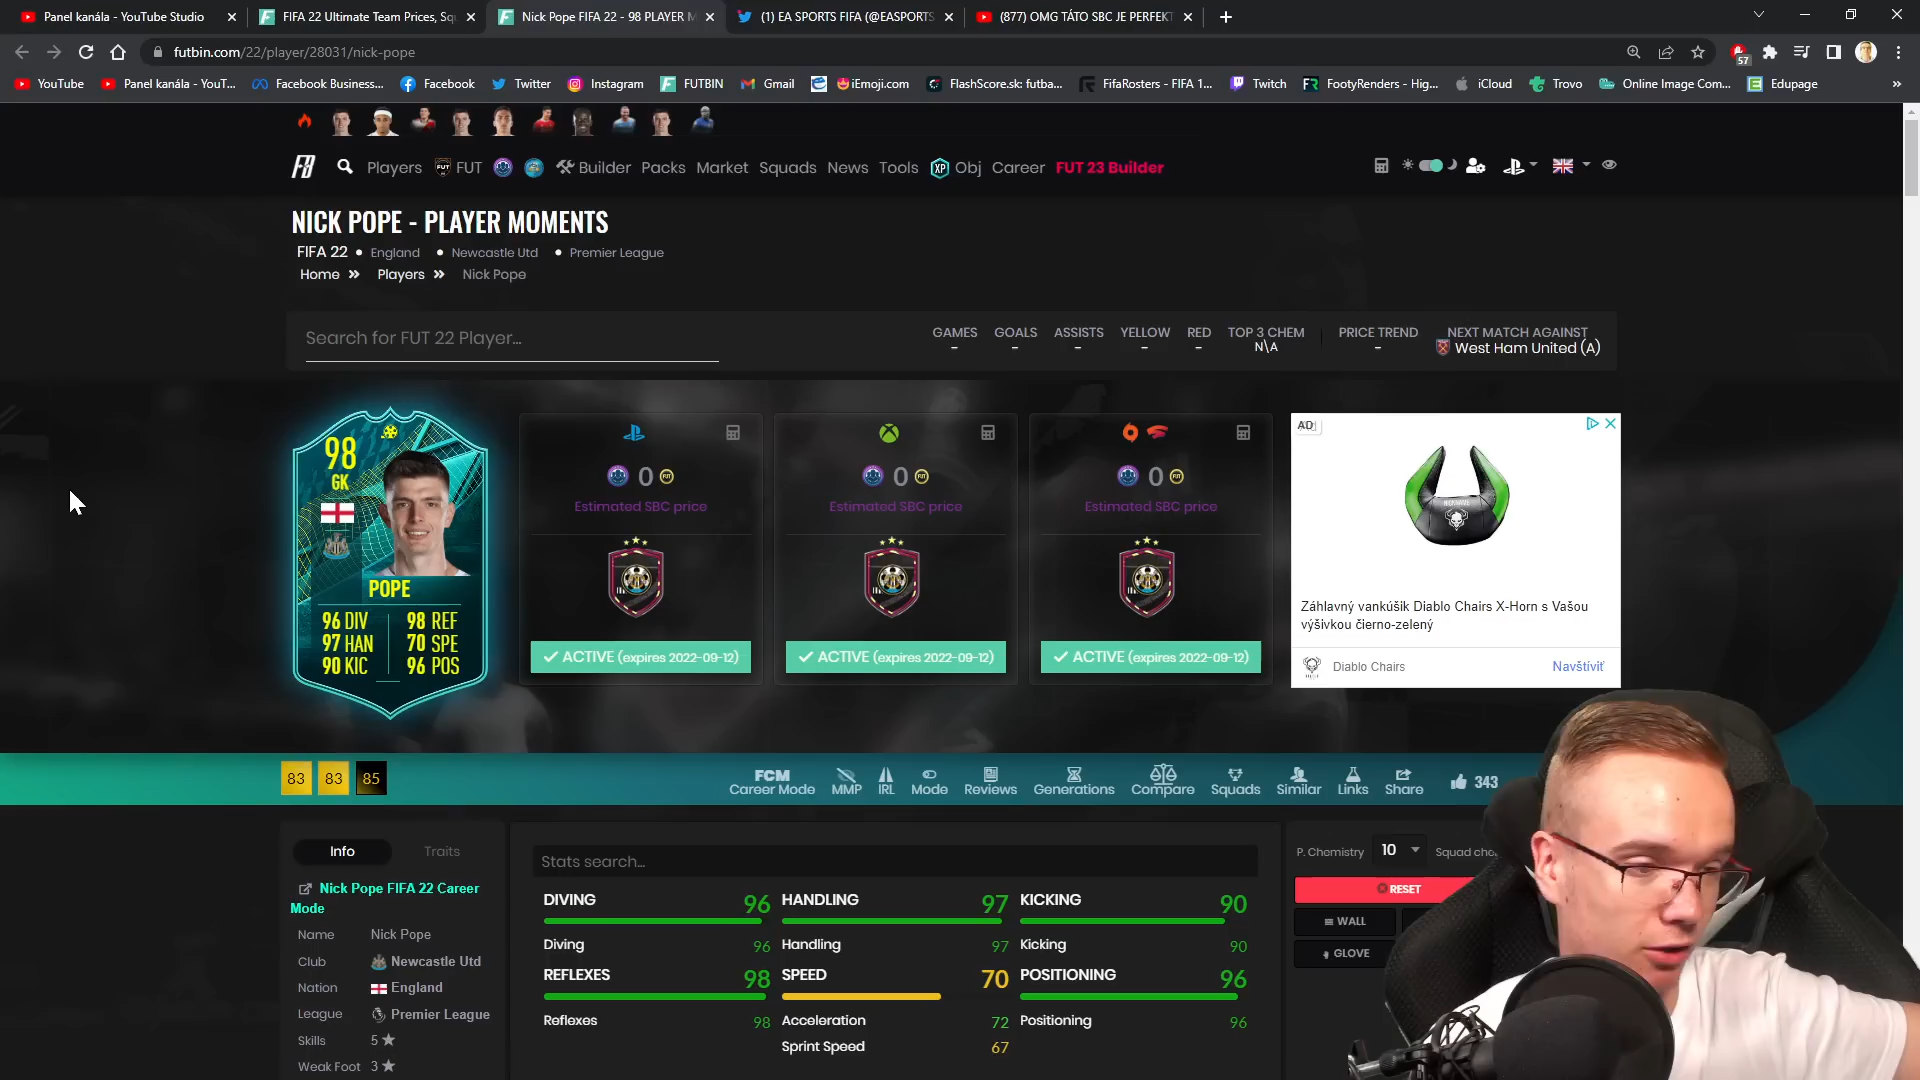 Panel kanála - YouTube Studio
FIFA 22 Ultimate Team Prices, Sq
Nick Pope FIFA 22 - 98 PLAYER M
(1) EA SPORTS FIFA (@EASPORTS
(877) OMG TÁTO SBC JE PERFEKT
futbin.com/22/player/28031/nick-pope
57
YouTube
Panel kanála - YouT...
Facebook Business...
Facebook
Twitter
Instagram
FUTBIN
Gmail
iEmoji.com
FlashScore.sk: futba...
FifaRosters - FIFA 1...
Twitch
FootyRenders - Hig...
iCloud
Trovo
Online Image Com...
Edupage
Players
FUT
Builder
Packs
Market
Squads
News
Tools
XP Obj
Career
FUT 23 Builder
NICK POPE - PLAYER MOMENTS
FIFA 22 • England • Newcastle Utd • Premier League
Home » Players » Nick Pope
Search for FUT 22 Player...
GAMES
-
GOALS
-
ASSISTS
-
YELLOW
-
RED
-
TOP 3 CHEM
N\A
PRICE TREND
-
NEXT MATCH AGAINST
West Ham United (A)
98
GK
POPE
96 DIV 98 REF
97 HAN 70 SPE
90 KIC 96 POS
0
Estimated SBC price
ACTIVE (expires 2022-09-12)
0
Estimated SBC price
ACTIVE (expires 2022-09-12)
0
Estimated SBC price
ACTIVE (expires 2022-09-12)
AD
Záhlavný vankúšik Diablo Chairs X-Horn s Vašou
výšivkou čierno-zelený
Diablo Chairs
Navštíviť
83 83 85
FCM
Career Mode
MMP
IRL
Mode
Reviews
Generations
Compare
Squads
Similar
Links
Share
343
Info
Traits
Nick Pope FIFA 22 Career
Mode
Name Nick Pope
Club Newcastle Utd
Nation England
League Premier League
Skills 5
Weak Foot 3
Stats search...
DIVING 96
Diving 96
HANDLING 97
Handling 97
KICKING 90
Kicking 90
REFLEXES 98
Reflexes 98
SPEED 70
Acceleration 72
Sprint Speed 67
POSITIONING 96
Positioning 96
P. Chemistry 10
Squad
RESET
WALL
GLOVE